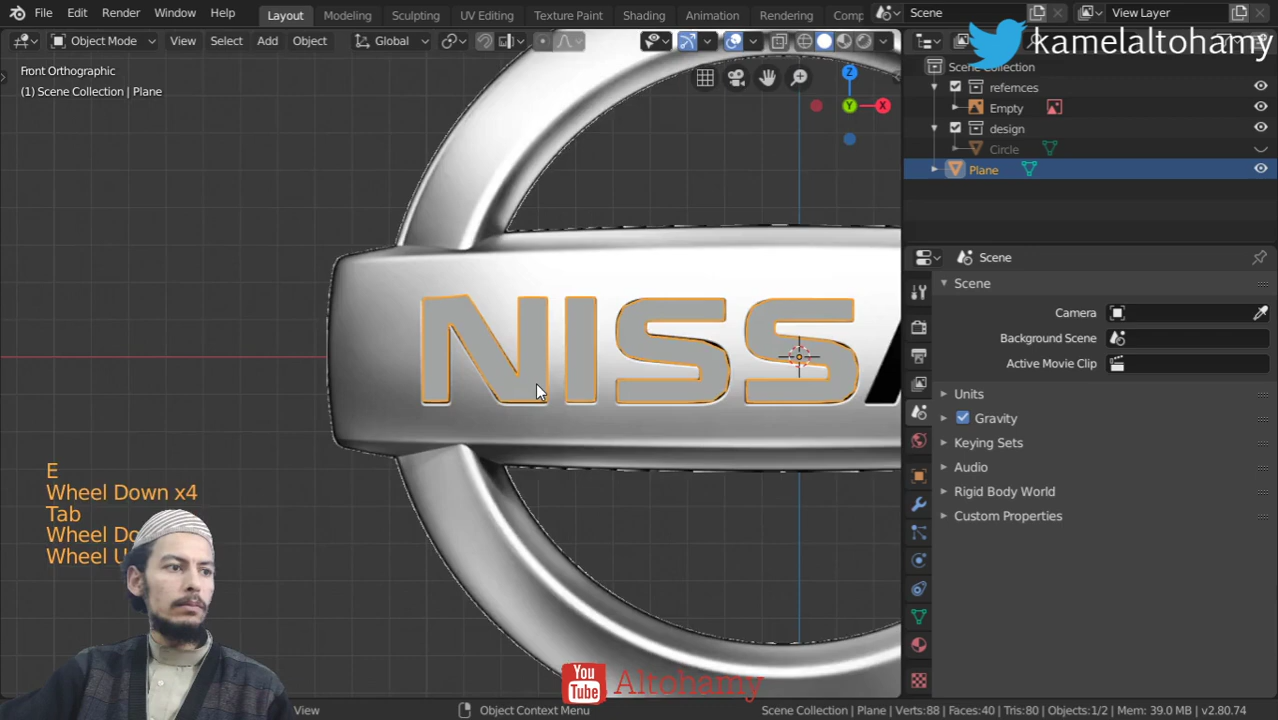 File Edit Render Window Help Layout Modeling Sculpting UV Editing Texture Paint Shading Animation Rendering Comp Scene View Layer
Object Mode View Select Add Object Global
kamelaltohamy
Front Orthographic
(1) Scene Collection | Plane
Z
X
Y
Scene Collection
refernces
Empty
design
Circle
Plane
Scene
Scene
Camera
Background Scene
Active Movie Clip
Units
Gravity
Keying Sets
Audio
Rigid Body World
Custom Properties
NISSA
E
Wheel Down x4
Tab
Wheel Do
Wheel U
You
Tube
Altohamy
View Object Context Menu Scene Collection | Plane | Verts:88 | Faces:40 | Tris:80 | Objects:1/2 | Mem: 39.0 MB | v2.80.74